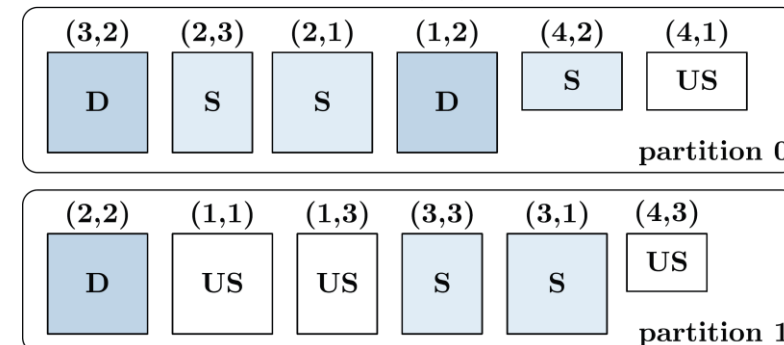 (3,2) (2,3) (2,1) (1,2) (4,2) (4,1)
D S S D S US
partition 0
(2,2) (1,1) (1,3) (3,3) (3,1) (4,3)
D US US S S US
partition 1